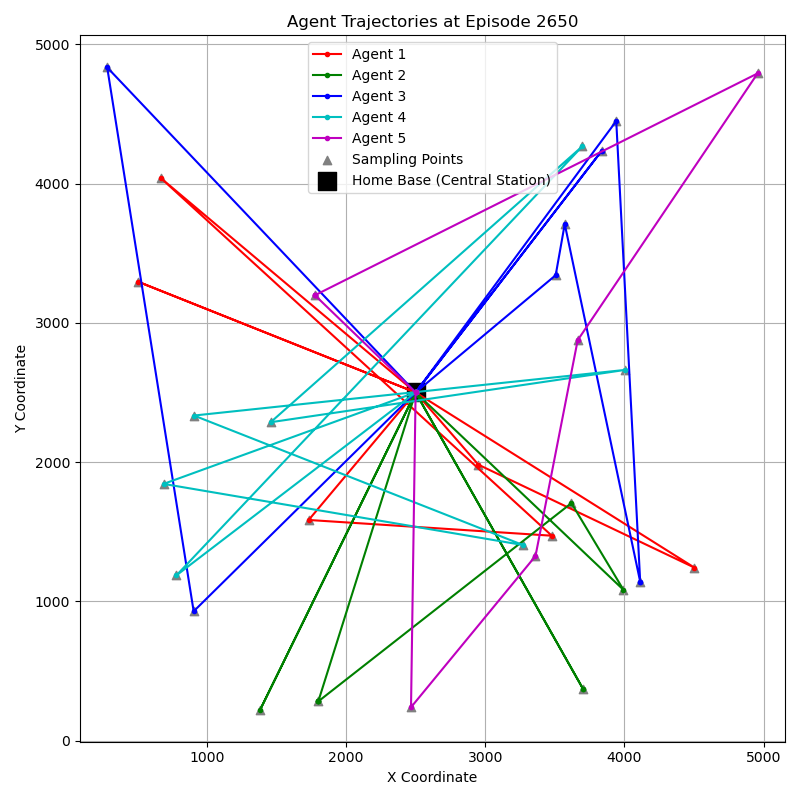 Agent Trajectories at Episode 2650
Agent 1
Agent 2
Agent 3
Agent 4
Agent 5
Sampling Points
Home Base (Central Station)
5000
4000
3000
2000
1000
0
Y Coordinate
1000 2000 3000 4000 5000
X Coordinate